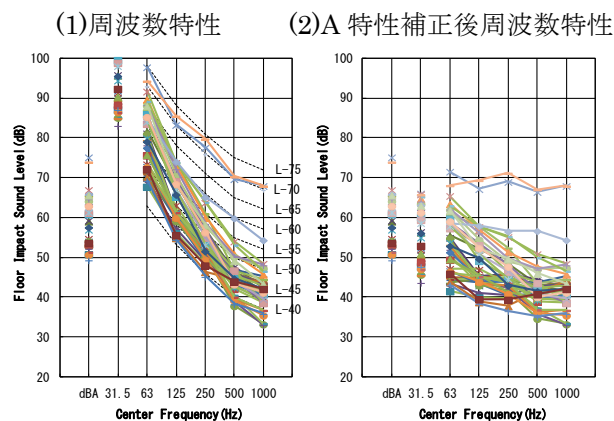 (1)周波数特性
(2)A 特性補正後周波数特性
Floor Impact Sound Level(dB)
100
90
80
70
60
50
40
30
20
L-75
L-70
L-65
L-60
L-55
L-50
L-45
L-40
dBA 31.5 63 125 250 500 1000
Center Frequency(Hz)
Floor Impact Sound Level(dB)
100
90
80
70
60
50
40
30
20
dBA 31.5 63 125 250 500 1000
Center Frequency(Hz)